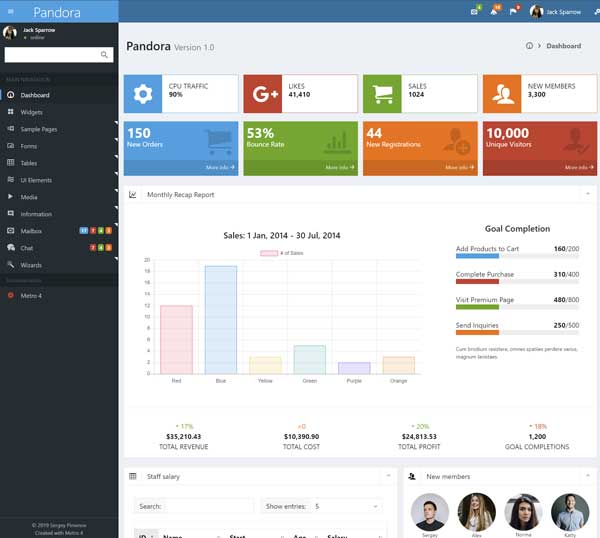 Pandora
Jack Sparrow
Jack Sparrow
online
MAIN NAVIGATION
Dashboard
Widgets
Sample Pages
Forms
Tables
UI Elements
Media
Information
Mailbox
Chat
Wizards
Metro 4
© 2019 Sergey Pimenov
Created with Metro 4
Pandora Version 1.0
Dashboard
CPU TRAFFIC
90%
LIKES
41,410
SALES
1024
NEW MEMBERS
3,300
150
New Orders
More info
53%
Bounce Rate
More info
44
New Registrations
More info
10,000
Unique Visitors
More info
Monthly Recap Report
Sales: 1 Jan, 2014 - 30 Jul, 2014
# of Sales
20
18
16
14
12
10
8
6
4
2
0
Red Blue Yellow Green Purple Orange
Goal Completion
Add Products to Cart 160/200
Complete Purchase 310/400
Visit Premium Page 480/800
Send Inquiries 250/500
Cum brodium resistere, omnes spatiies perdere varius,
magnum lanistaes.
17%
$35,210.43
TOTAL REVENUE
0
$10,390.90
TOTAL COST
20%
$24,813.53
TOTAL PROFIT
18%
1,200
GOAL COMPLETIONS
Staff salary
Search:
Show entries: 5
ID Name Start Age Salary
New members
Sergey Alex Norma Katty